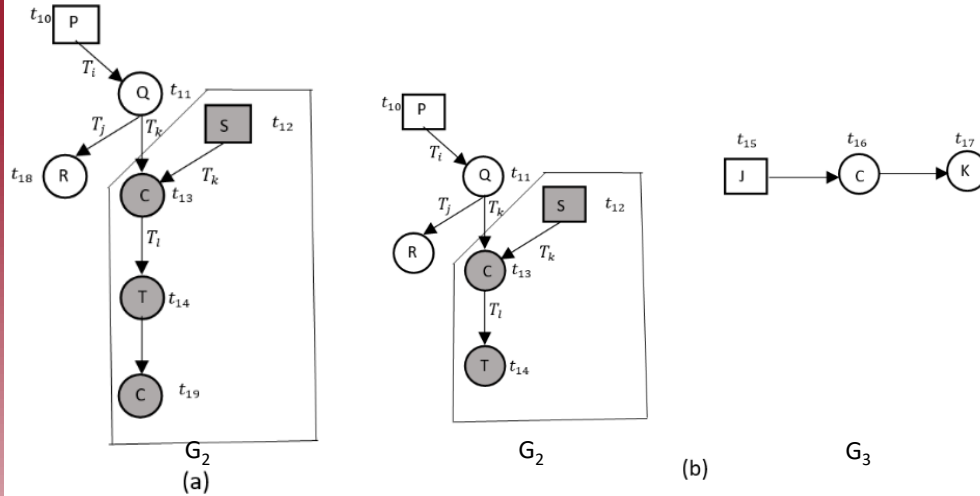 t₁₀ P
Tᵢ
Q t₁₁
Tⱼ Tₖ S t₁₂
t₁₈ R Tₖ
C t₁₃
Tₗ
T t₁₄
C t₁₉
G₂
(a)
t₁₀ P
Tᵢ
Q t₁₁
Tⱼ Tₖ S t₁₂
R Tₖ
C t₁₃
Tₗ
T t₁₄
G₂
(b)
t₁₅ t₁₆ t₁₇
J C K
G₃